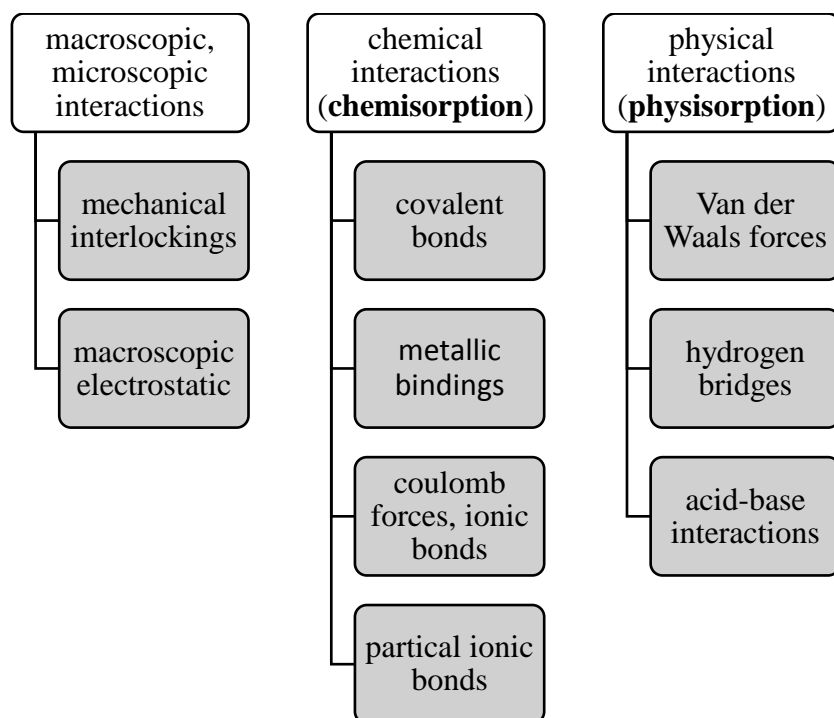 macroscopic,
microscopic
interactions
mechanical
interlockings
macroscopic
electrostatic
chemical
interactions
(chemisorption)
covalent
bonds
metallic
bindings
coulomb
forces, ionic
bonds
partical ionic
bonds
physical
interactions
(physisorption)
Van der
Waals forces
hydrogen
bridges
acid-base
interactions